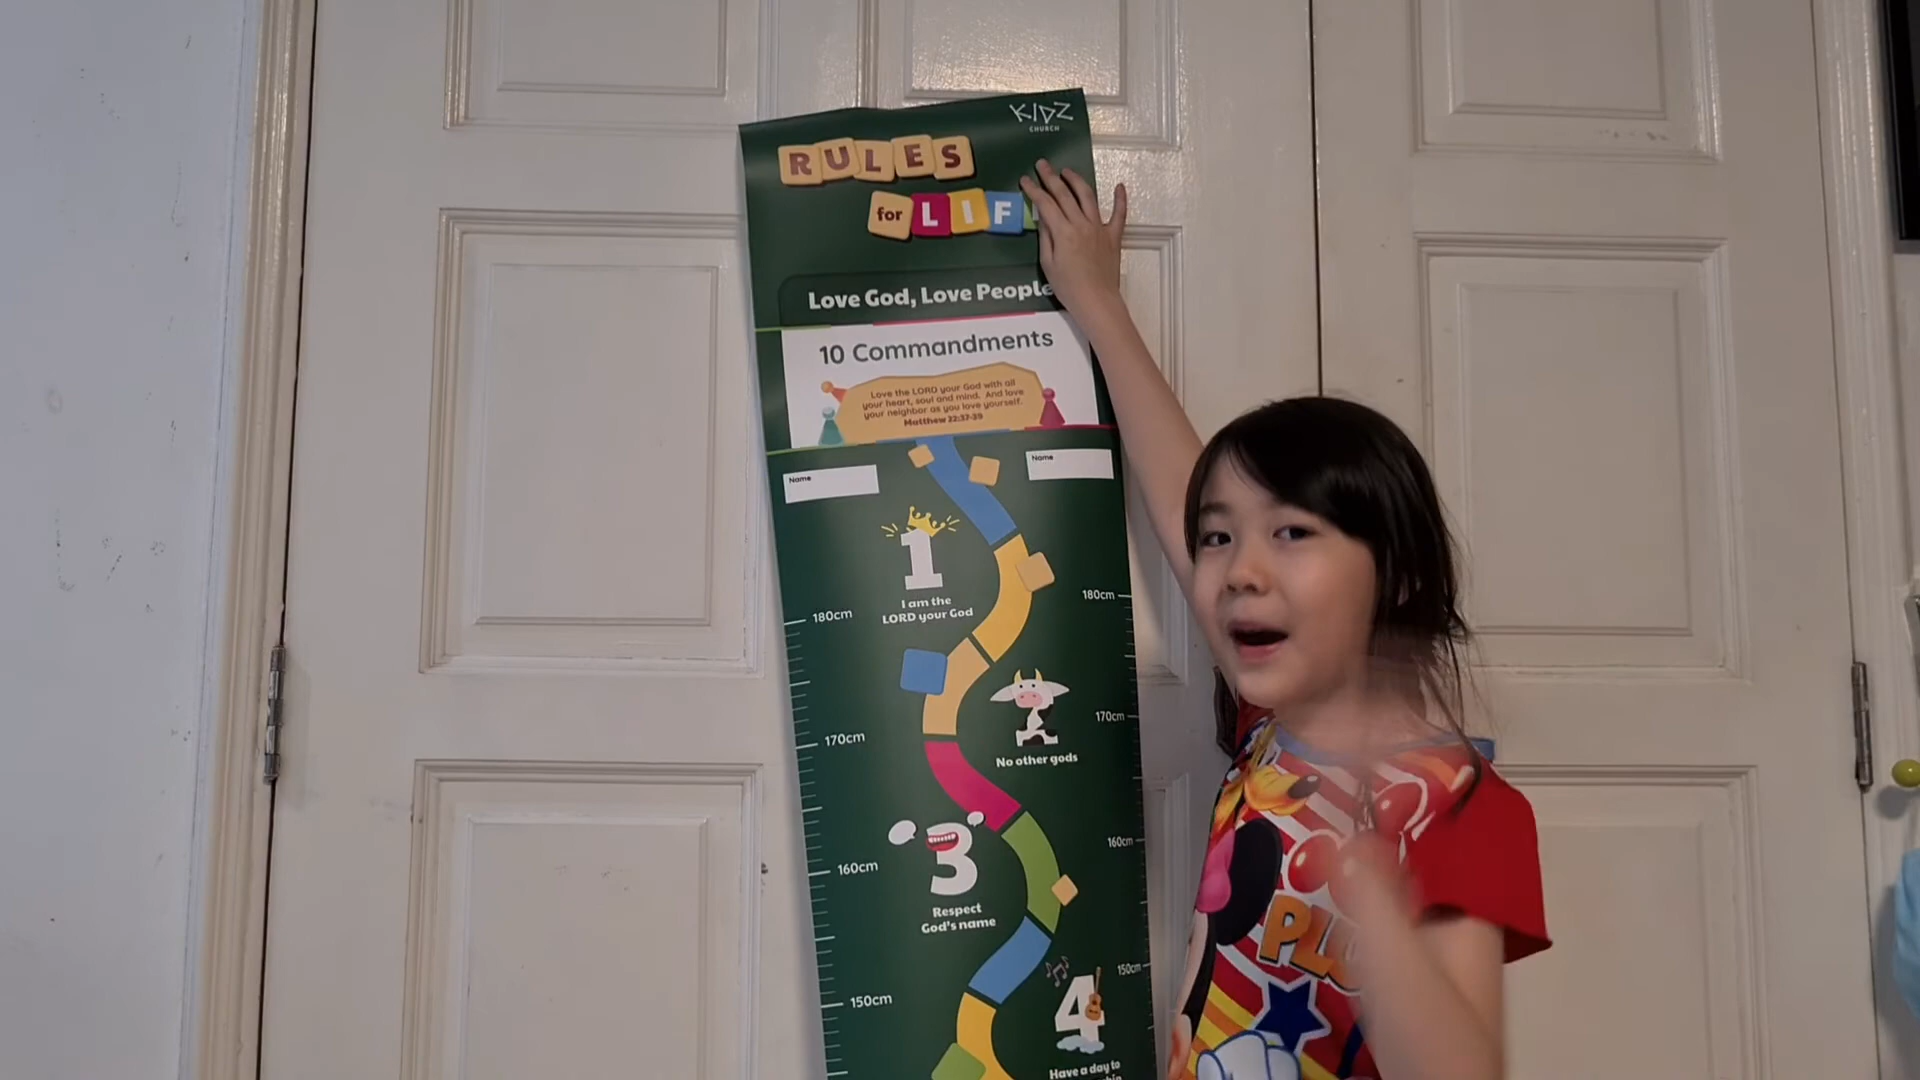 KIDZ
CHURCH
RULES
for LIF
Love God, Love People
10 Commandments
Love the LORD your God with all
your heart, soul and mind. And love
your neighbor as you love yourself.
Matthew 22:37-39
Name
Name
1
I am the
LORD your God
180cm
180cm
No other gods
170cm
170cm
3
Respect
God's name
160cm
160cm
4
Have a day to
150cm
150cm
PL